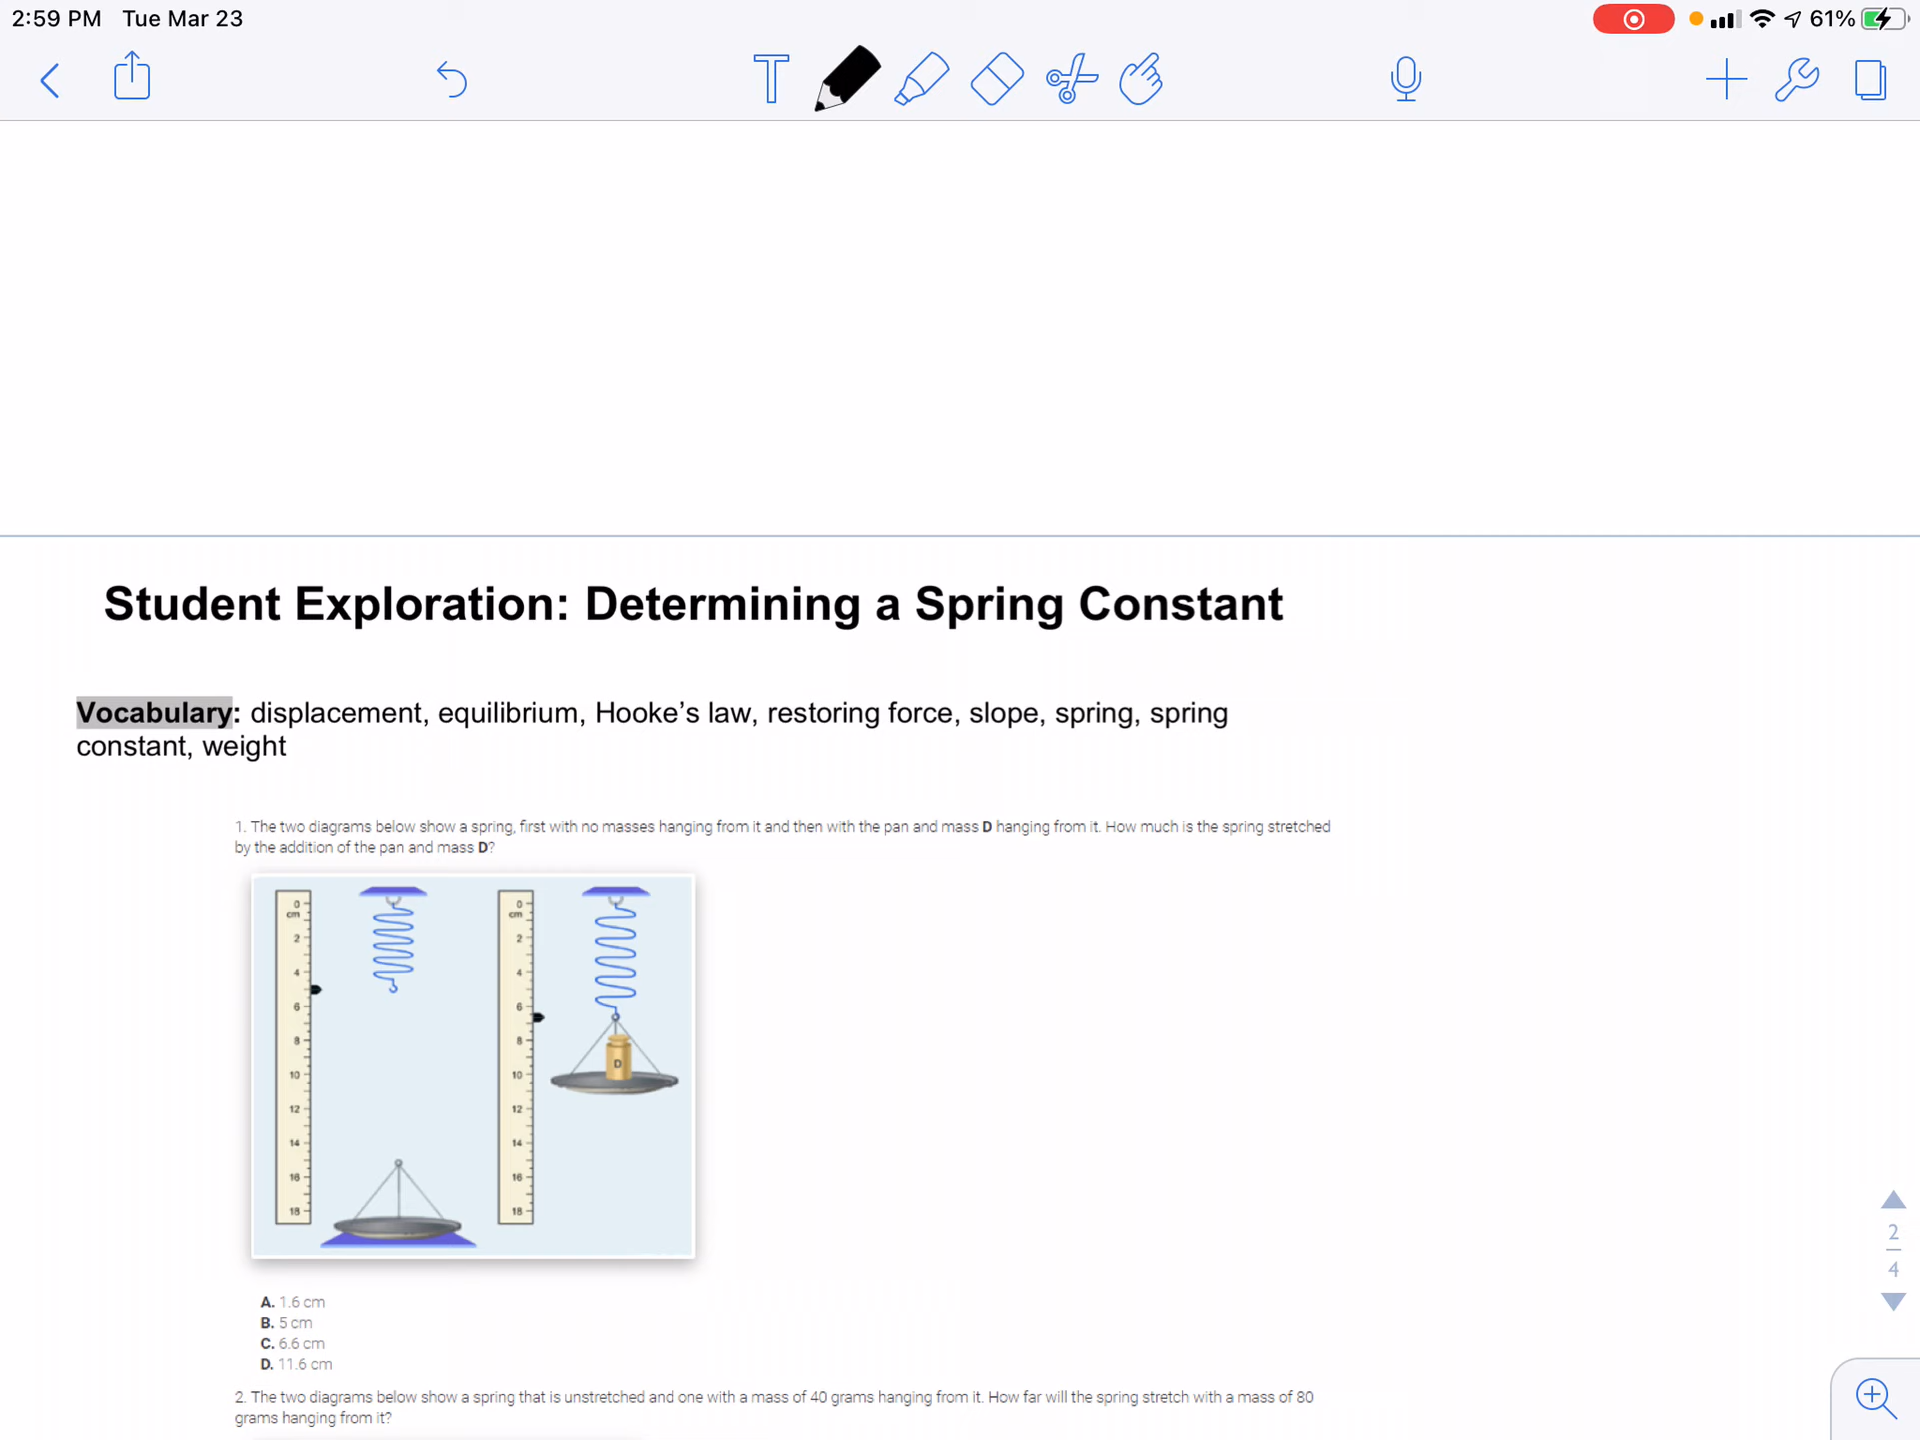 2:59 PM Tue Mar 23
61%
T
Student Exploration: Determining a Spring Constant
Vocabulary: displacement, equilibrium, Hooke’s law, restoring force, slope, spring, spring
constant, weight
1. The two diagrams below show a spring, first with no masses hanging from it and then with the pan and mass D hanging from it. How much is the spring stretched
by the addition of the pan and mass D?
0
cm
2
4
6
8
10
12
14
16
18
0
cm
2
4
6
8
10
12
14
16
18
D
A. 1.6 cm
B. 5 cm
C. 6.6 cm
D. 11.6 cm
2. The two diagrams below show a spring that is unstretched and one with a mass of 40 grams hanging from it. How far will the spring stretch with a mass of 80
grams hanging from it?
2
4